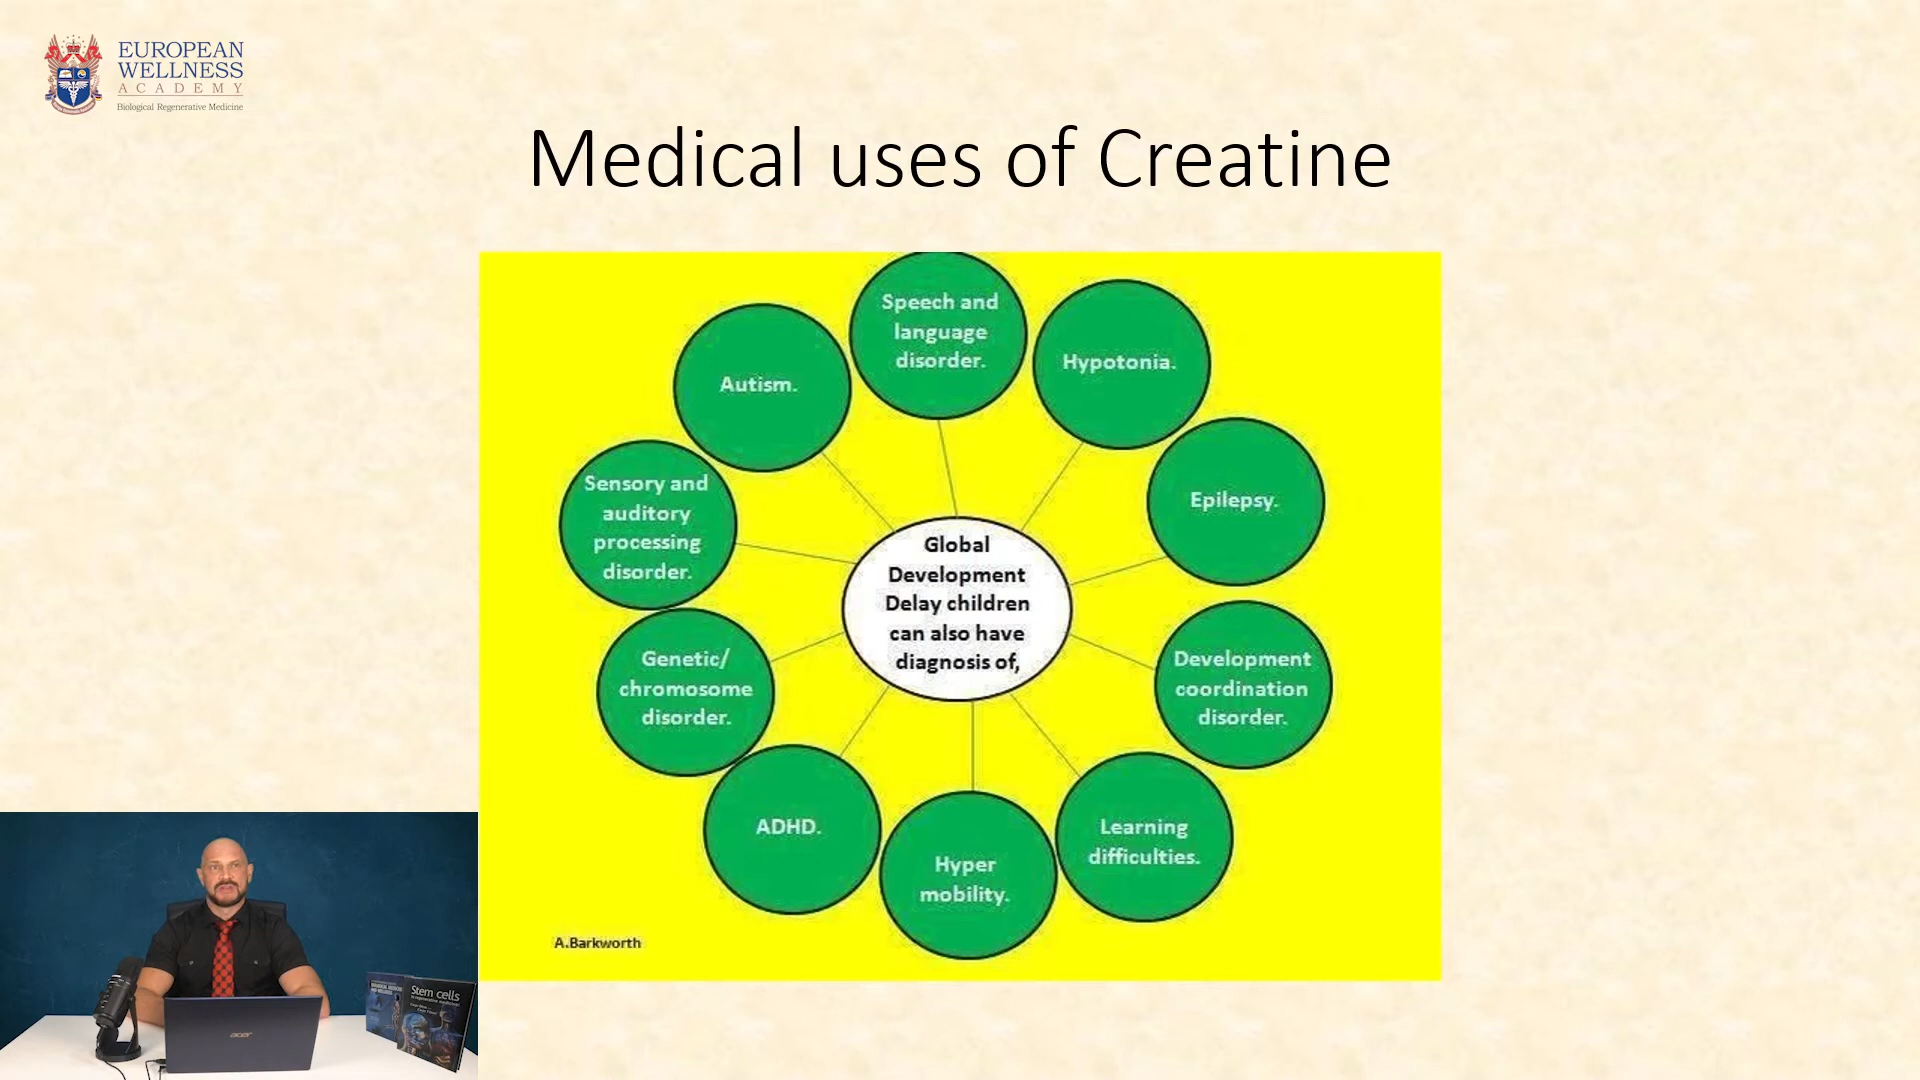 EUROPEAN
WELLNESS
ACADEMY
Biological Regenerative Medicine
Medical uses of Creatine
Speech and
language
disorder.
Hypotonia.
Autism.
Epilepsy.
Sensory and
auditory
processing
disorder.
Global
Development
Delay children
can also have
diagnosis of,
Genetic/
chromosome
disorder.
Development
coordination
disorder.
ADHD.
Learning
difficulties.
Hyper
mobility.
A.Barkworth
Stem cells
acer